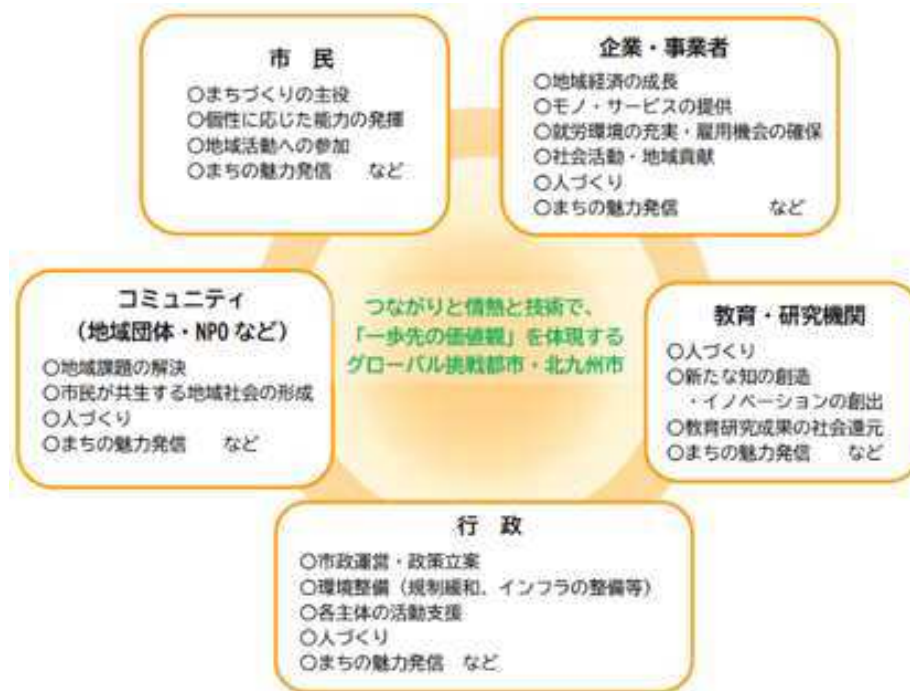 市　民
○まちづくりの主役
○個性に応じた能力の発揮
○地域活動への参加
○まちの魅力発信　　など
企業・事業者
○地域経済の成長
○モノ・サービスの提供
○就労環境の充実・雇用機会の確保
○社会活動・地域貢献
○人づくり
○まちの魅力発信　　　　　など
コミュニティ
（地域団体・NPOなど）
○地域課題の解決
○市民が共生する地域社会の形成
○人づくり
○まちの魅力発信　　など
つながりと情熱と技術で、
「一歩先の価値観」を体現する
グローバル挑戦都市・北九州市
教育・研究機関
○人づくり
○新たな知の創造
・イノベーションの創出
○教育研究成果の社会還元
○まちの魅力発信　　など
行　政
○市政運営・政策立案
○環境整備（規制緩和、インフラの整備等）
○各主体の活動支援
○人づくり
○まちの魅力発信　など